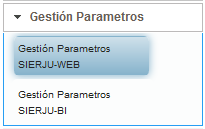 Gestión Parametros
Gestión Parametros
SIERJU-WEB
Gestión Parametros
SIERJU-BI